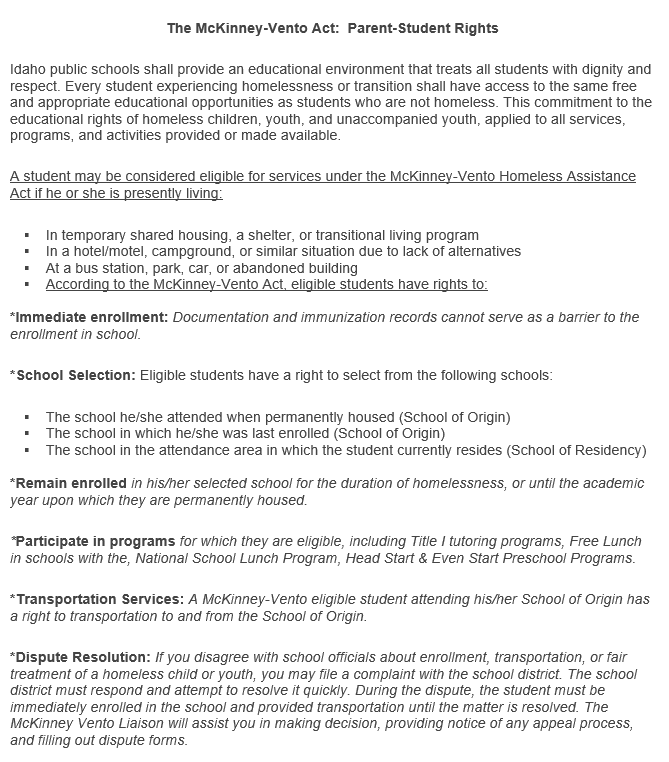 The McKinney-Vento Act:  Parent-Student Rights
Idaho public schools shall provide an educational environment that treats all students with dignity and
respect. Every student experiencing homelessness or transition shall have access to the same free
and appropriate educational opportunities as students who are not homeless. This commitment to the
educational rights of homeless children, youth, and unaccompanied youth, applied to all services,
programs, and activities provided or made available.
A student may be considered eligible for services under the McKinney-Vento Homeless Assistance
Act if he or she is presently living:
▪ In temporary shared housing, a shelter, or transitional living program
▪ In a hotel/motel, campground, or similar situation due to lack of alternatives
▪ At a bus station, park, car, or abandoned building
▪ According to the McKinney-Vento Act, eligible students have rights to:
*Immediate enrollment: Documentation and immunization records cannot serve as a barrier to the
enrollment in school.
*School Selection: Eligible students have a right to select from the following schools:
▪ The school he/she attended when permanently housed (School of Origin)
▪ The school in which he/she was last enrolled (School of Origin)
▪ The school in the attendance area in which the student currently resides (School of Residency)
*Remain enrolled in his/her selected school for the duration of homelessness, or until the academic
year upon which they are permanently housed.
*Participate in programs for which they are eligible, including Title I tutoring programs, Free Lunch
in schools with the, National School Lunch Program, Head Start & Even Start Preschool Programs.
*Transportation Services: A McKinney-Vento eligible student attending his/her School of Origin has
a right to transportation to and from the School of Origin.
*Dispute Resolution: If you disagree with school officials about enrollment, transportation, or fair
treatment of a homeless child or youth, you may file a complaint with the school district. The school
district must respond and attempt to resolve it quickly. During the dispute, the student must be
immediately enrolled in the school and provided transportation until the matter is resolved. The
McKinney Vento Liaison will assist you in making decision, providing notice of any appeal process,
and filling out dispute forms.